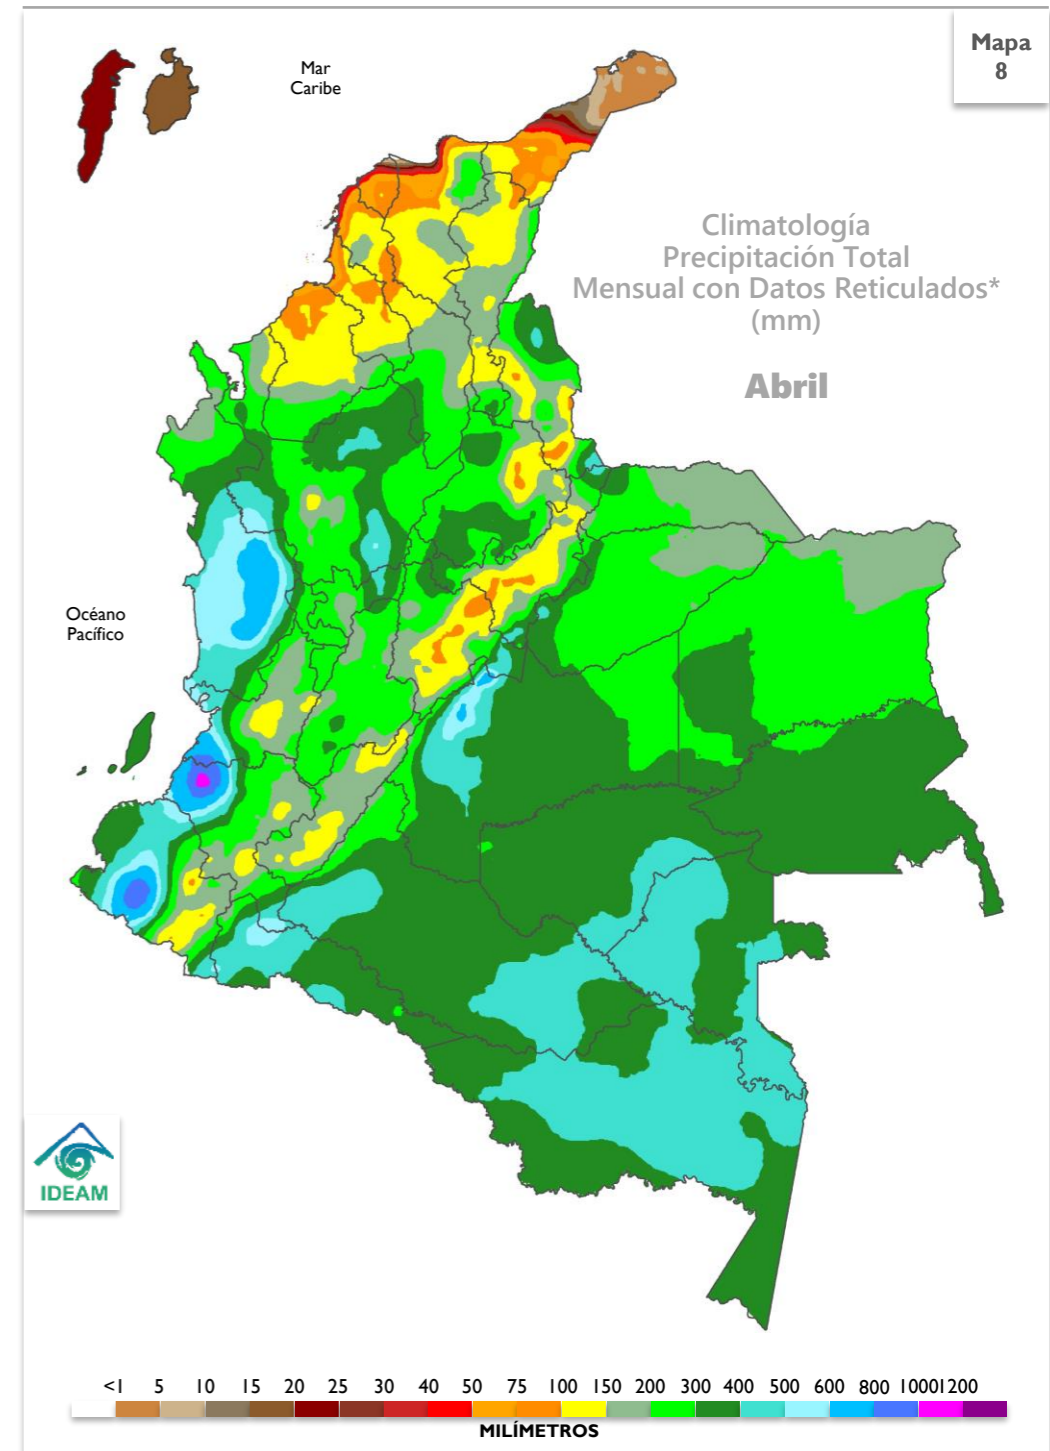 Mapa
8
Mar
Caribe
Climatología
Precipitación Total
Mensual con Datos Reticulados*
(mm)
Abril
Océano
Pacífico
IDEAM
<1 5 10 15 20 25 30 40 50 75 100 150 200 300 400 500 600 800 1000 1200
MILÍMETROS